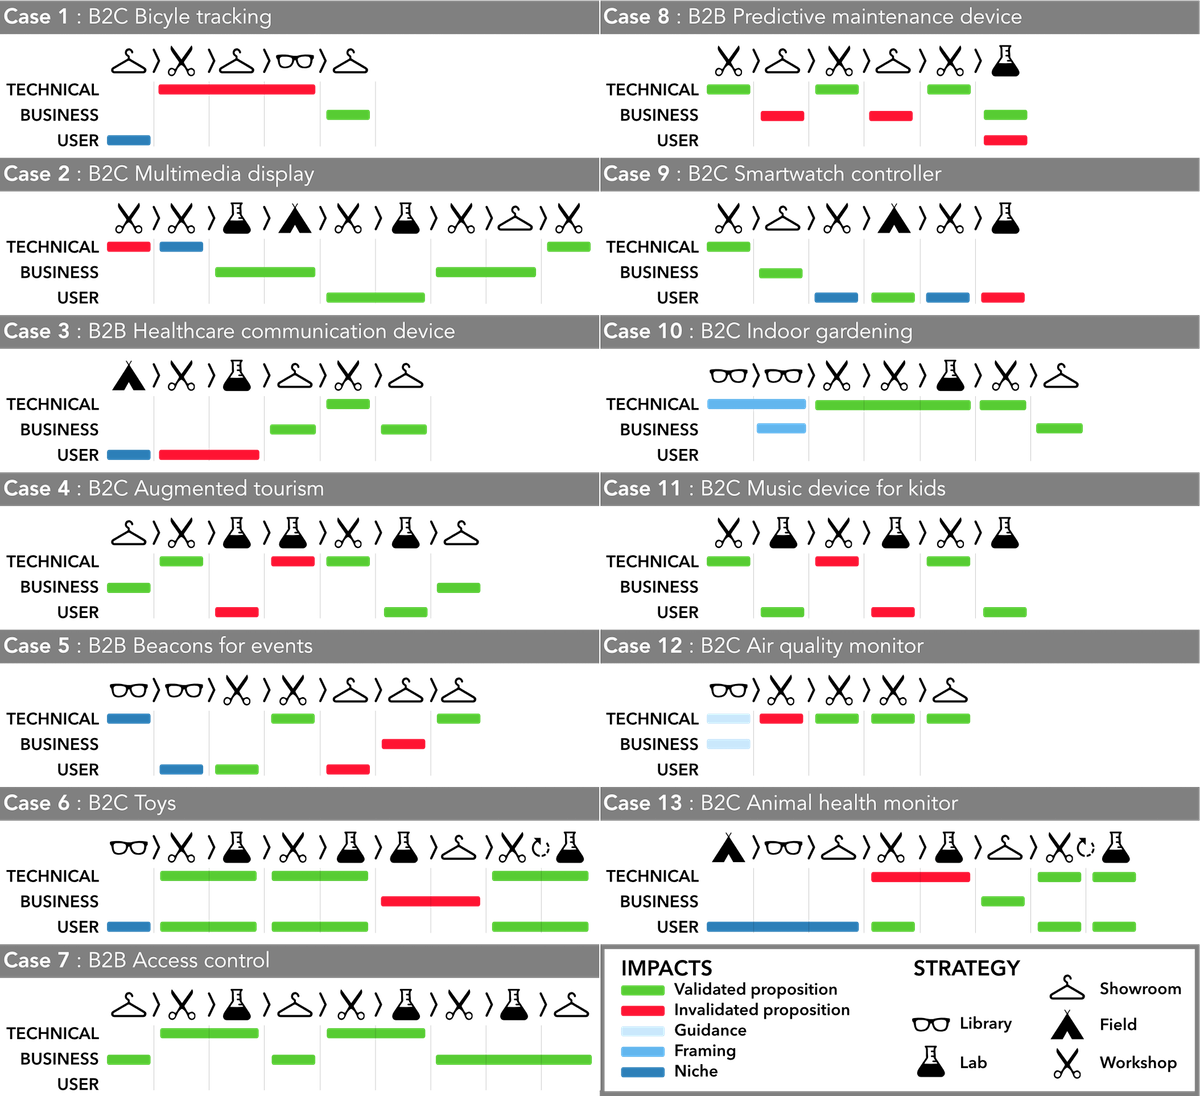 Case 1 : B2C Bicyle tracking
TECHNICAL
BUSINESS
USER
Case 2 : B2C Multimedia display
TECHNICAL
BUSINESS
USER
Case 3 : B2B Healthcare communication device
TECHNICAL
BUSINESS
USER
Case 4 : B2C Augmented tourism
TECHNICAL
BUSINESS
USER
Case 5 : B2B Beacons for events
TECHNICAL
BUSINESS
USER
Case 6 : B2C Toys
TECHNICAL
BUSINESS
USER
Case 7 : B2B Access control
TECHNICAL
BUSINESS
USER
Case 8 : B2B Predictive maintenance device
TECHNICAL
BUSINESS
USER
Case 9 : B2C Smartwatch controller
TECHNICAL
BUSINESS
USER
Case 10 : B2C Indoor gardening
TECHNICAL
BUSINESS
USER
Case 11 : B2C Music device for kids
TECHNICAL
BUSINESS
USER
Case 12 : B2C Air quality monitor
TECHNICAL
BUSINESS
USER
Case 13 : B2C Animal health monitor
TECHNICAL
BUSINESS
USER
IMPACTS
Validated proposition
Invalidated proposition
Guidance
Framing
Niche
STRATEGY
Showroom
Library
Field
Lab
Workshop